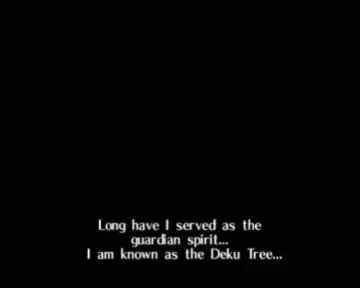 Long have I served as the
guardian spirit...
I am known as the Deku Tree...